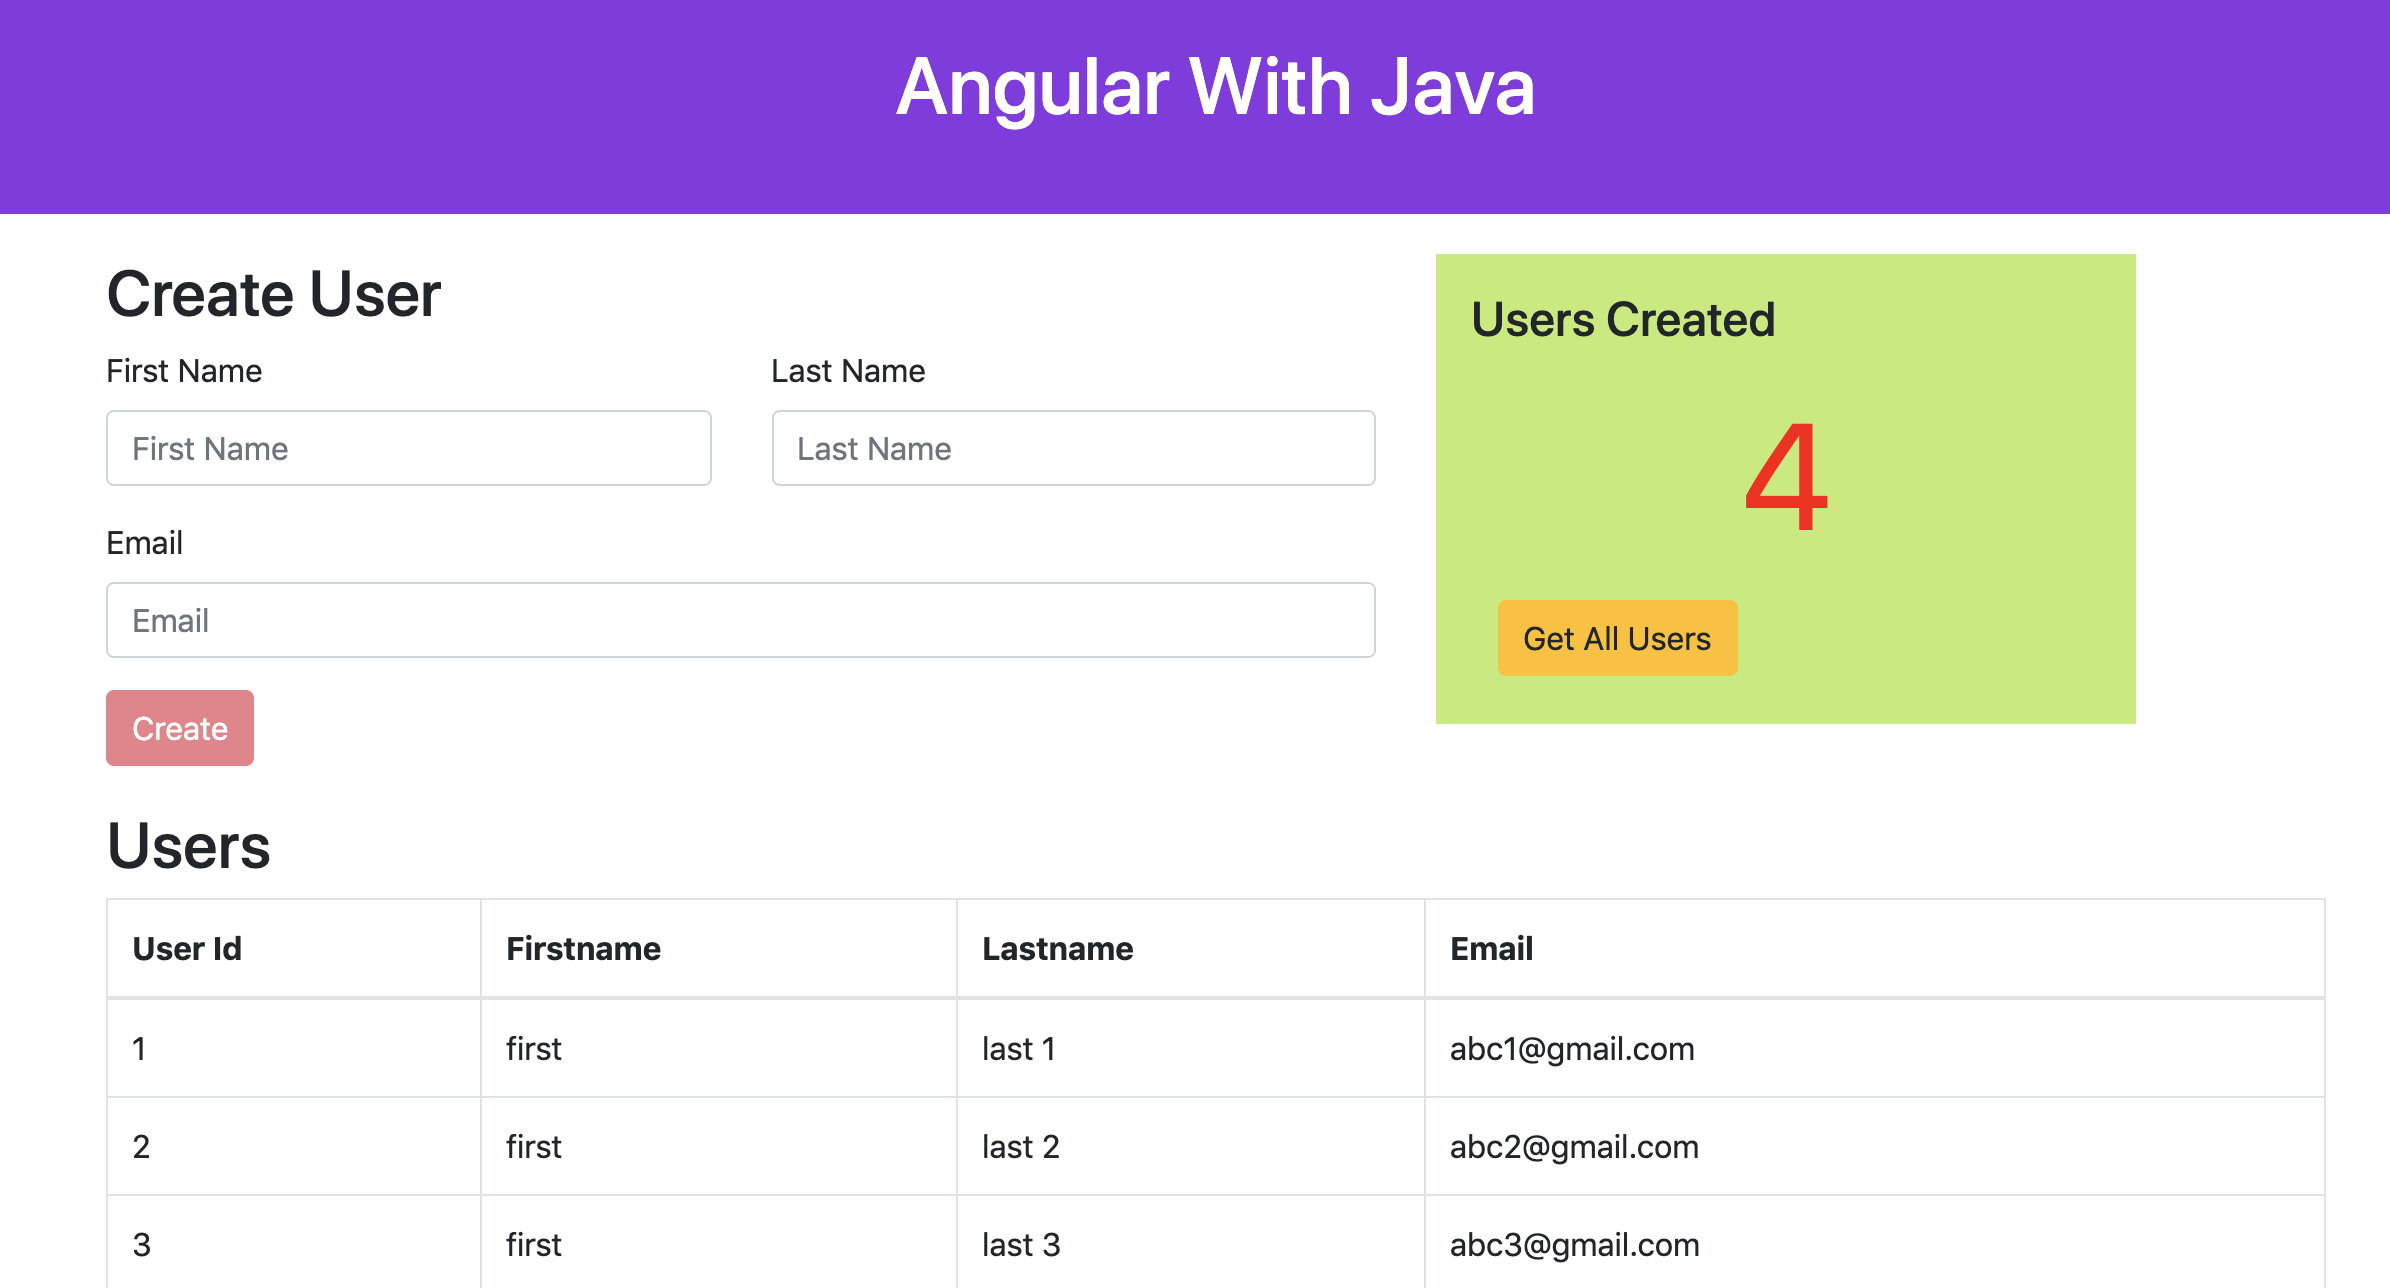 Angular With Java
Create User
First Name
Last Name
First Name
Last Name
Email
Email
Create
Users Created
4
Get All Users
Users
User Id Firstname Lastname Email
1 first last 1 abc1@gmail.com
2 first last 2 abc2@gmail.com
3 first last 3 abc3@gmail.com